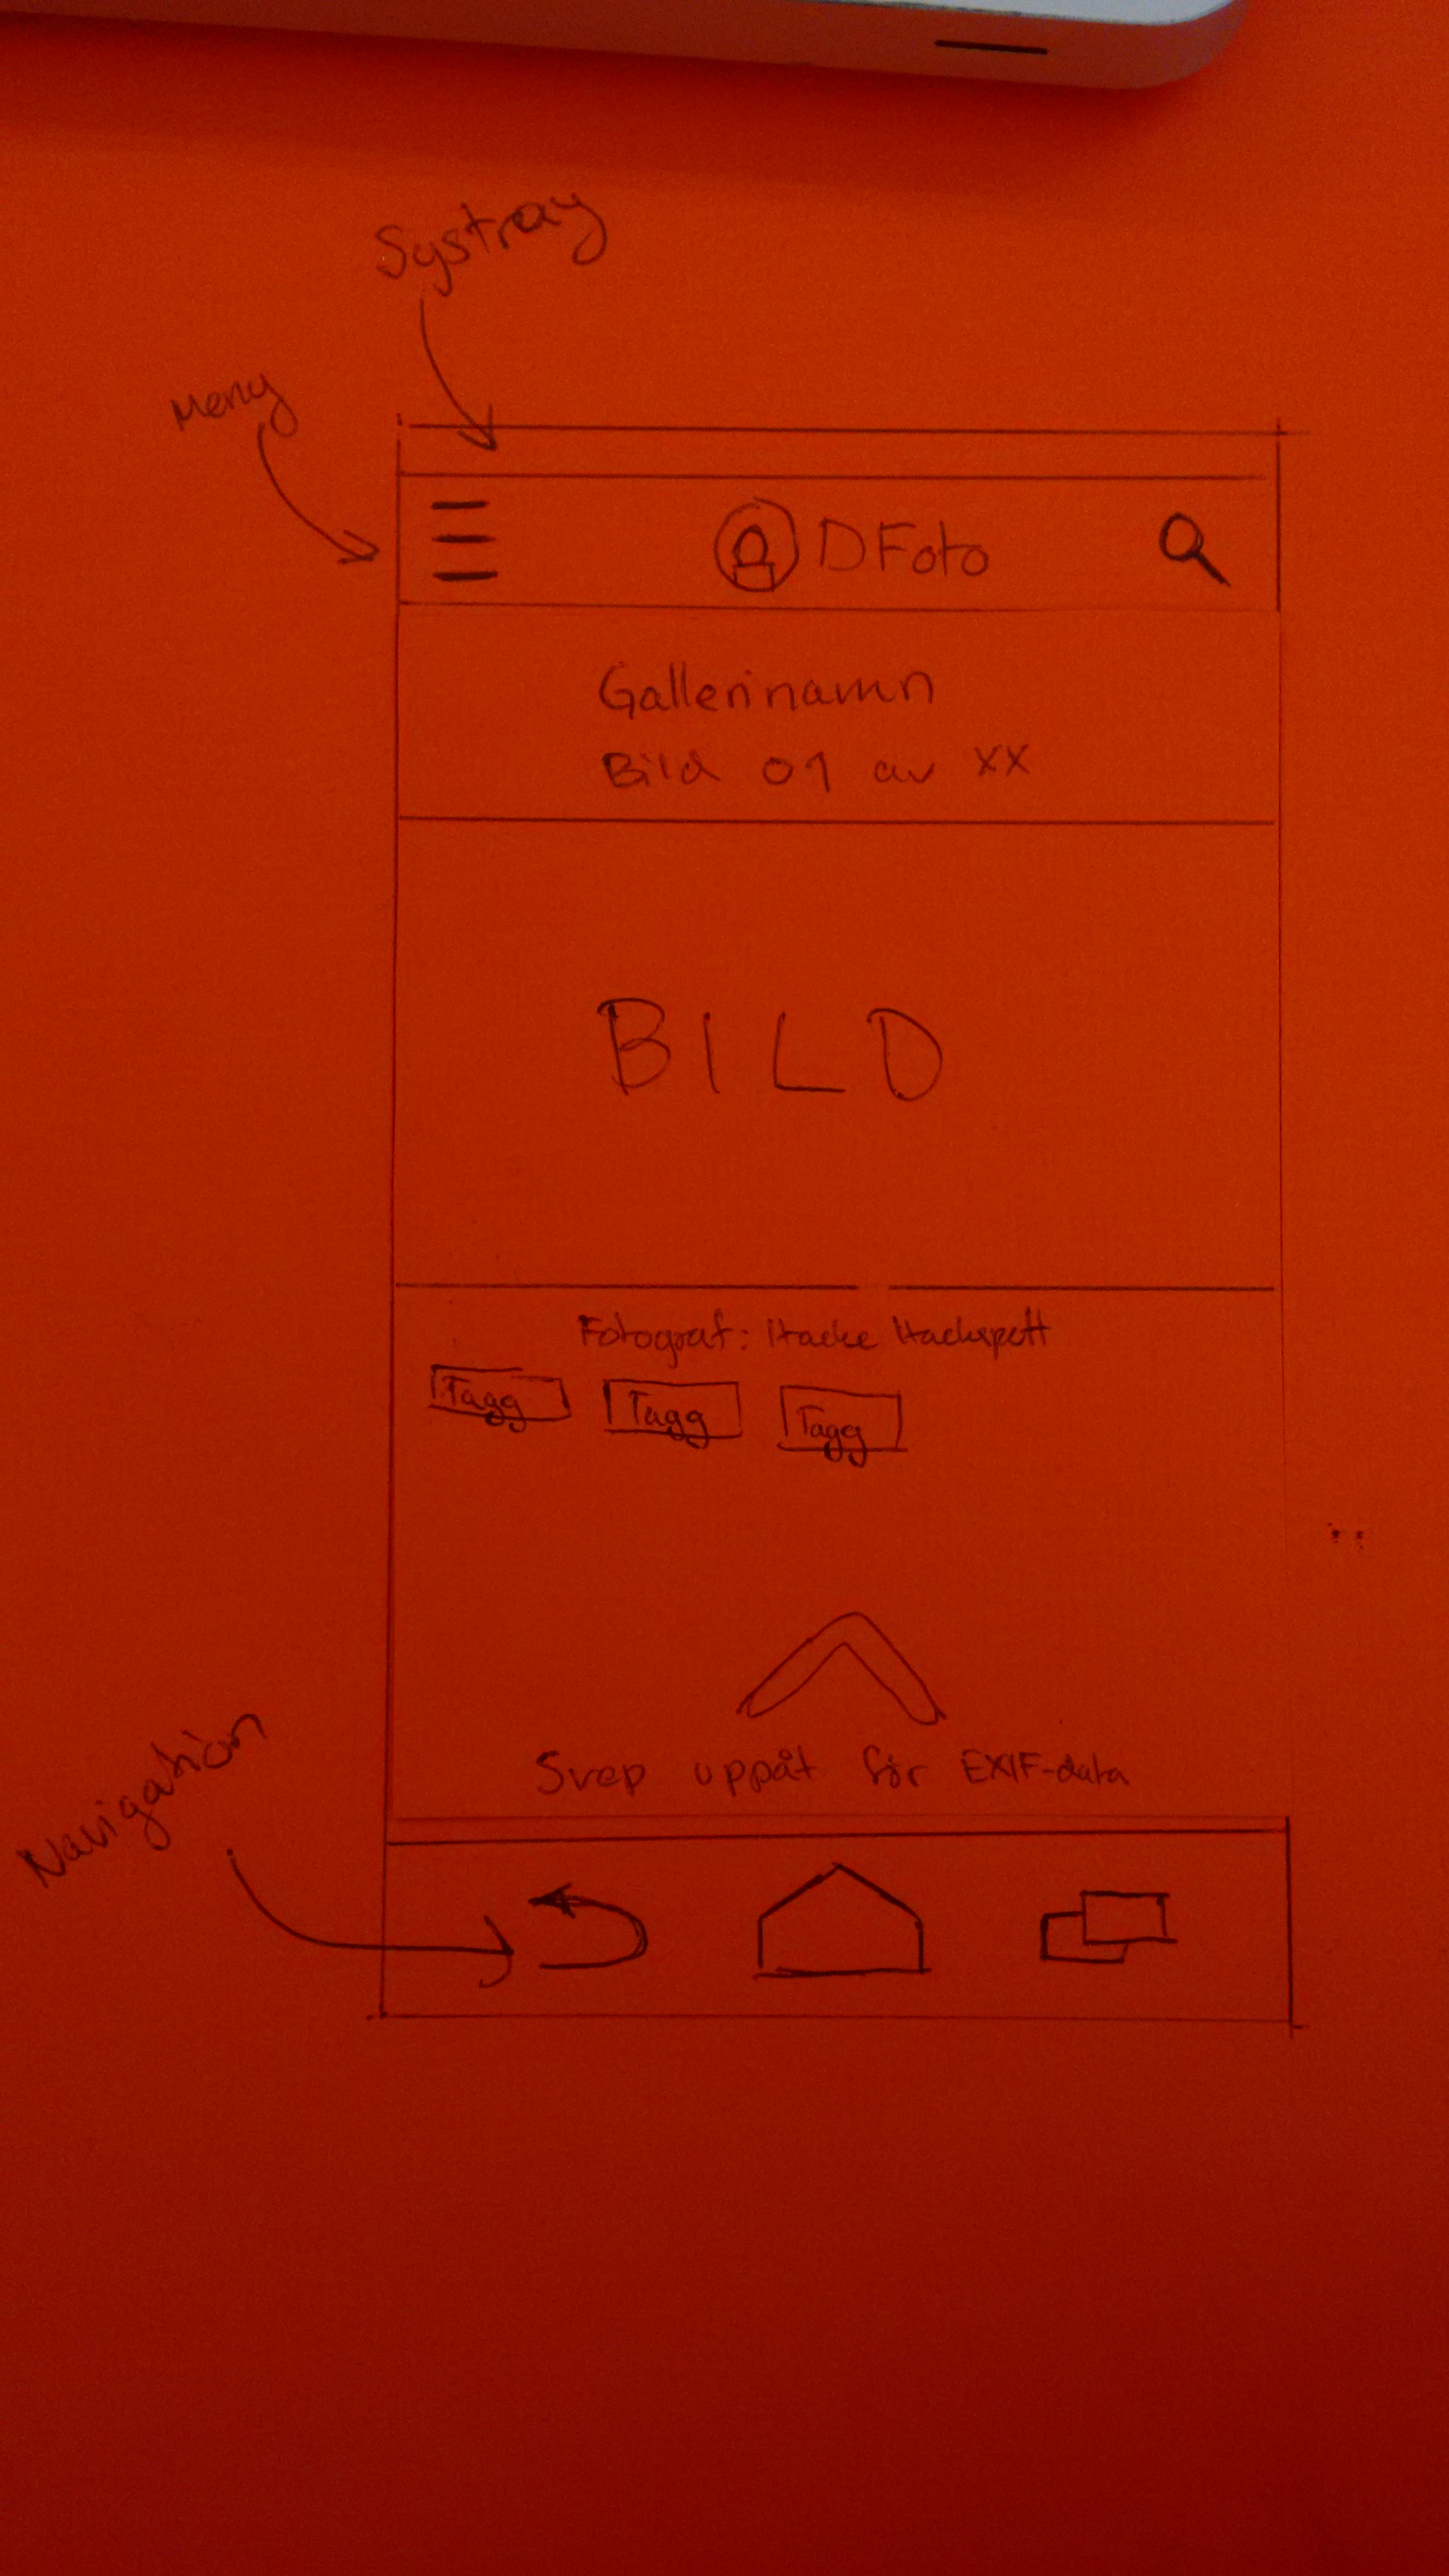 Systray
Meny
DFoto
Gallerinamn
Bild 01 av xx
BILD
Fotograf: Hacke Hackspett
Tagg Tagg Tagg
Svep uppåt för EXIF-data
Navigation